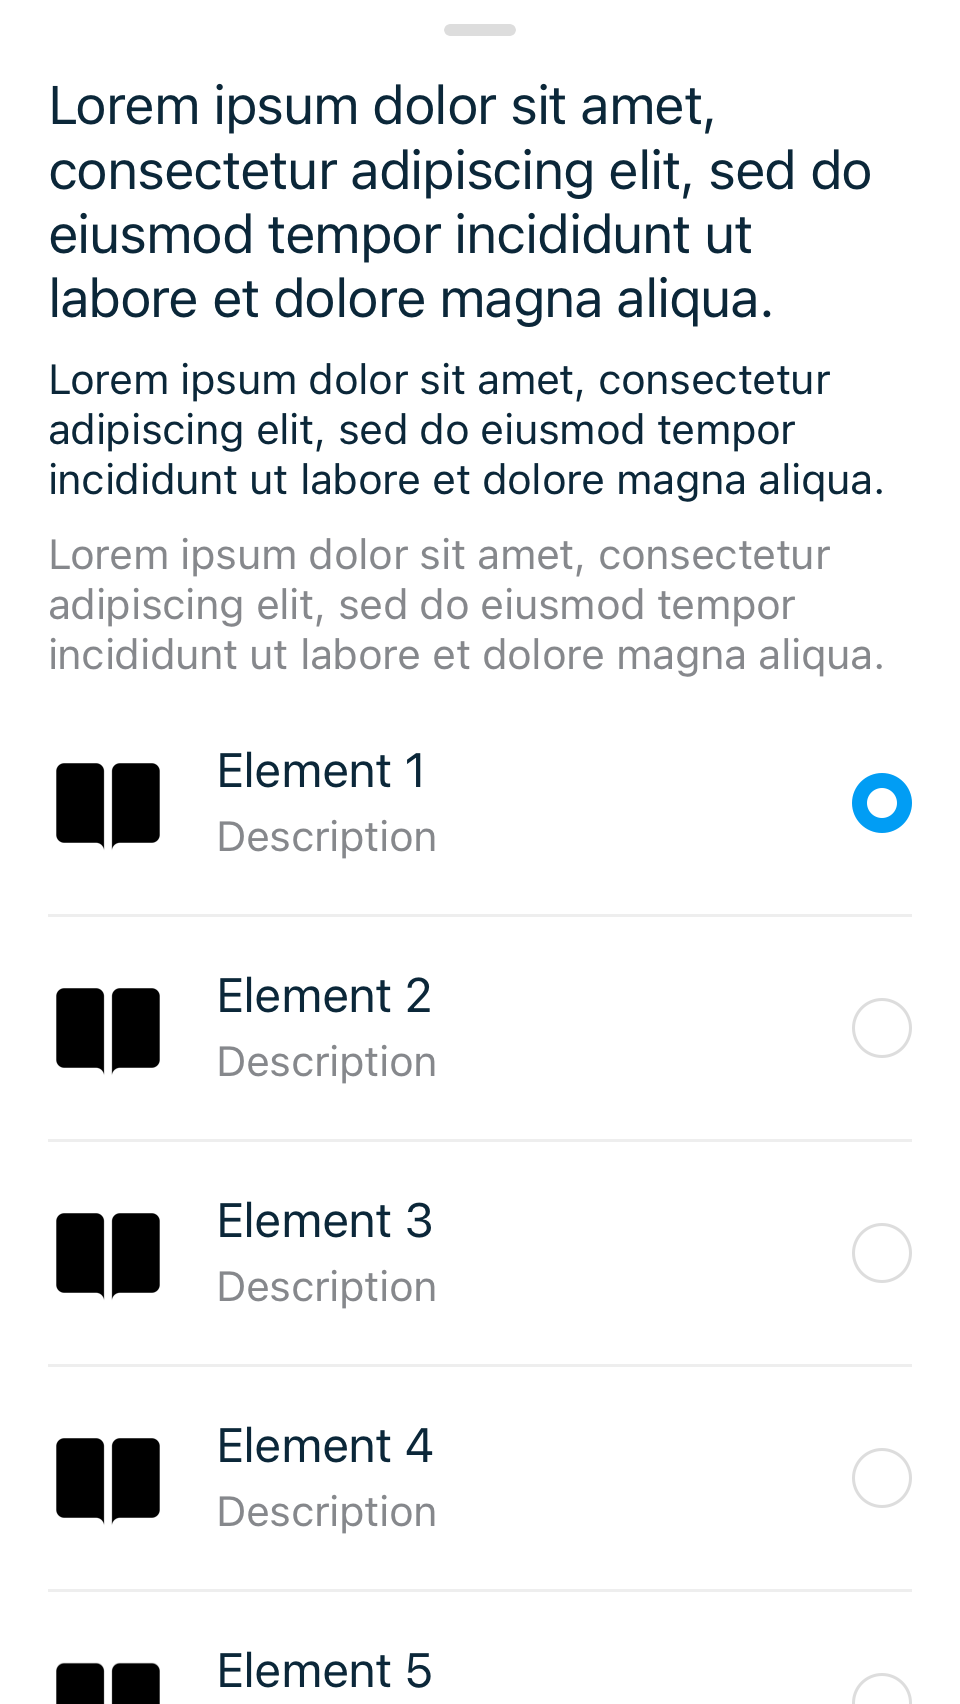 Lorem ipsum dolor sit amet,
consectetur adipiscing elit, sed do
eiusmod tempor incididunt ut
labore et dolore magna aliqua.
Lorem ipsum dolor sit amet, consectetur
adipiscing elit, sed do eiusmod tempor
incididunt ut labore et dolore magna aliqua.
Lorem ipsum dolor sit amet, consectetur
adipiscing elit, sed do eiusmod tempor
incididunt ut labore et dolore magna aliqua.
Element 1
Description
Element 2
Description
Element 3
Description
Element 4
Description
Element 5